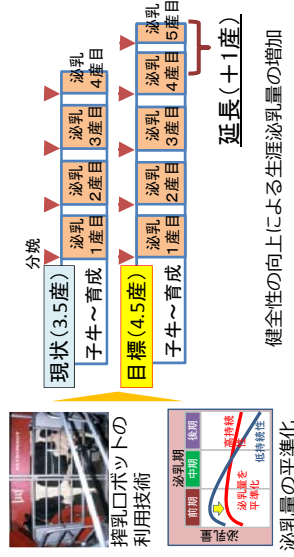 搾乳ロボットの
利用技術
泌乳期
前期
中期
後期
泌乳量
泌乳量を
平準化
高持続性
低持続性
泌乳量の平準化
分娩
現状(3.5産)
子牛～育成
泌乳
1産目
泌乳
2産目
泌乳
3産目
泌乳
4産目
目標(4.5産)
子牛～育成
泌乳
1産目
泌乳
2産目
泌乳
3産目
泌乳
4産目
泌乳
5産目
延長(+1産)
健全性の向上による生涯泌乳量の増加